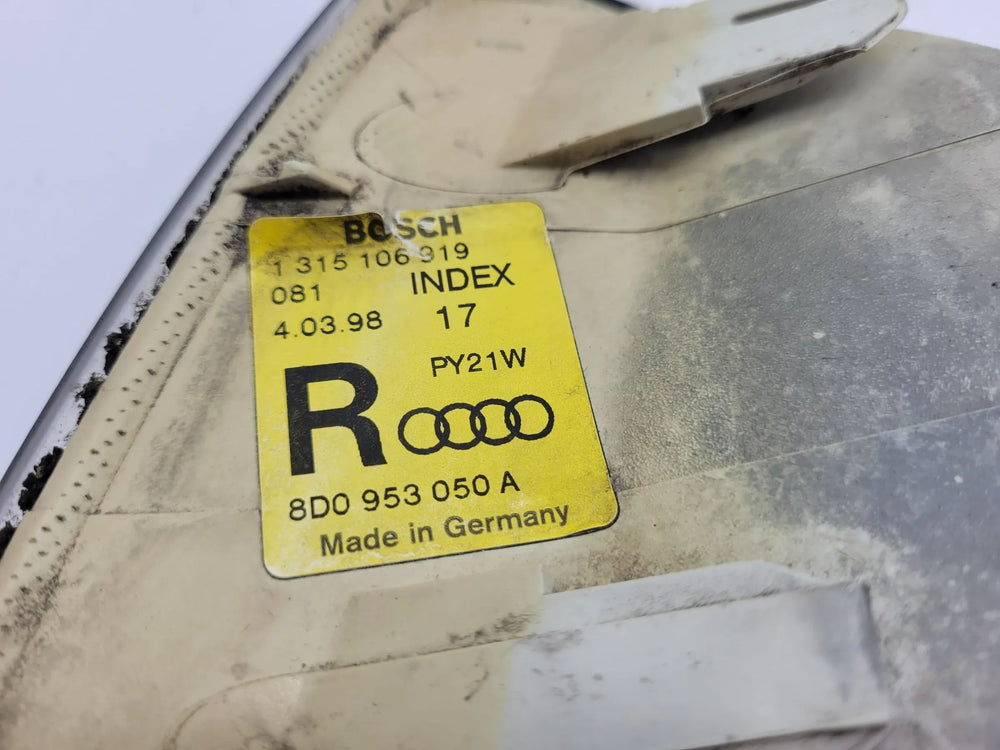 BOSCH
1 315 106 919
081 INDEX
4.03.98 17
PY21W
R
8D0 953 050 A
Made in Germany